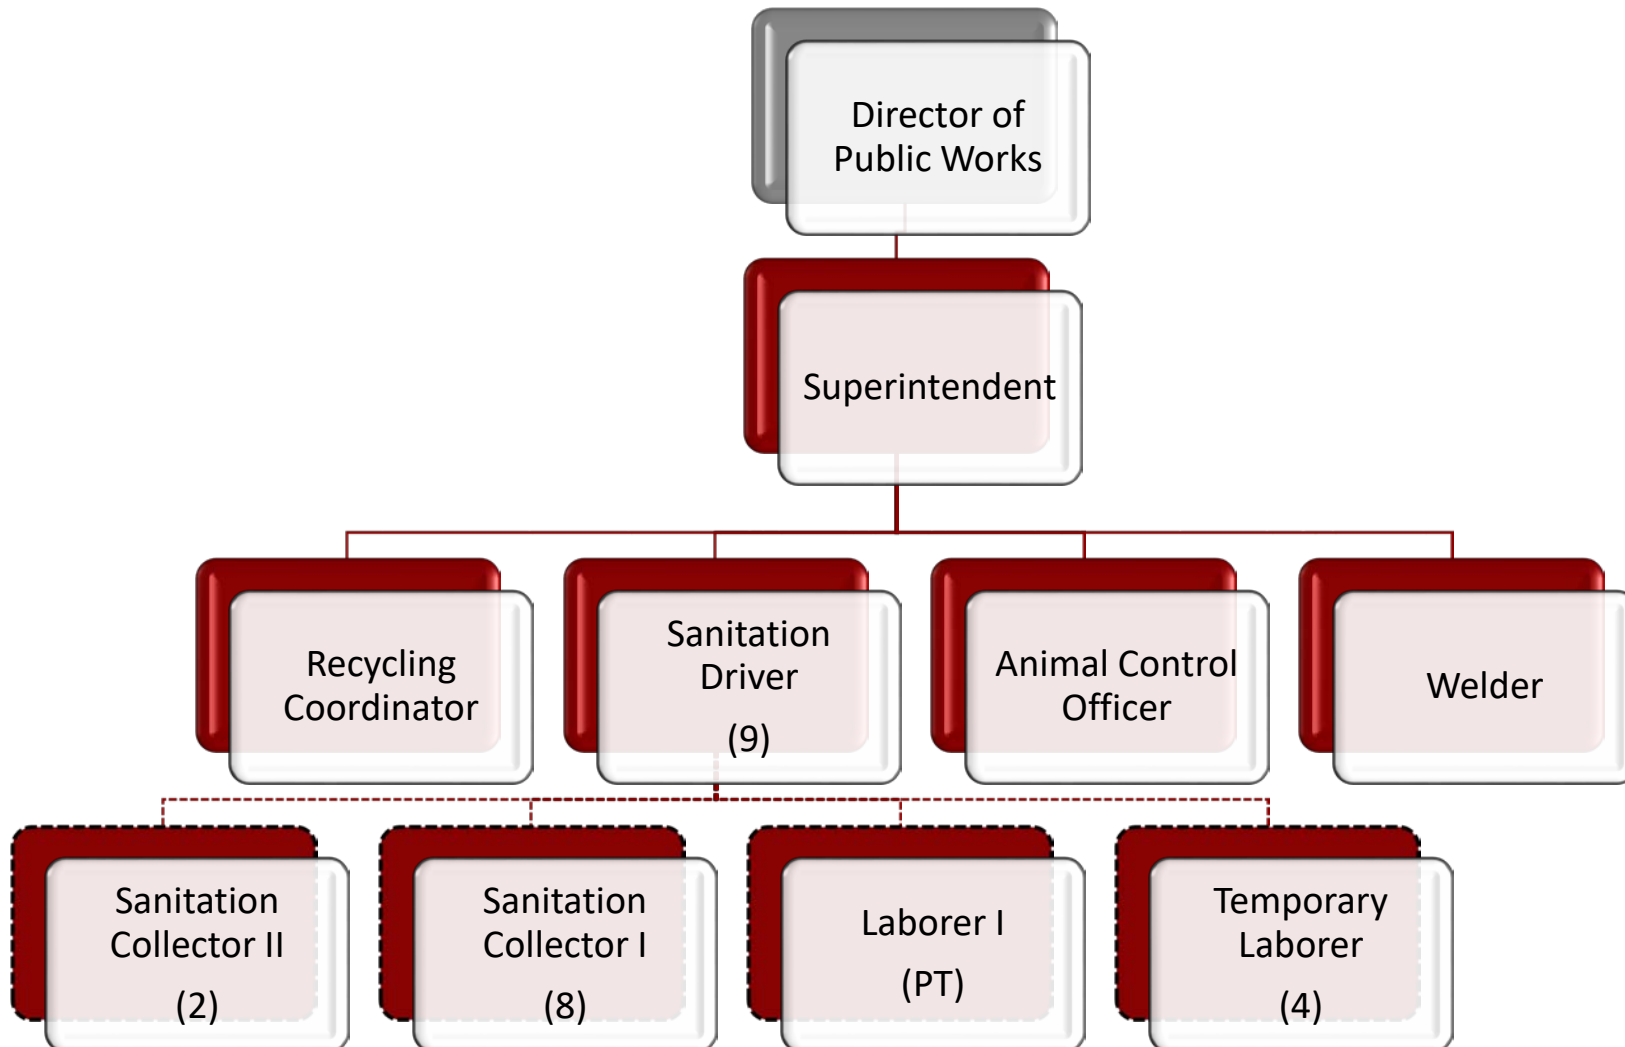 Director of
Public Works
Superintendent
Recycling
Coordinator
Sanitation
Driver
(9)
Animal Control
Officer
Welder
Sanitation
Collector II
(2)
Sanitation
Collector I
(8)
Laborer I
(PT)
Temporary
Laborer
(4)